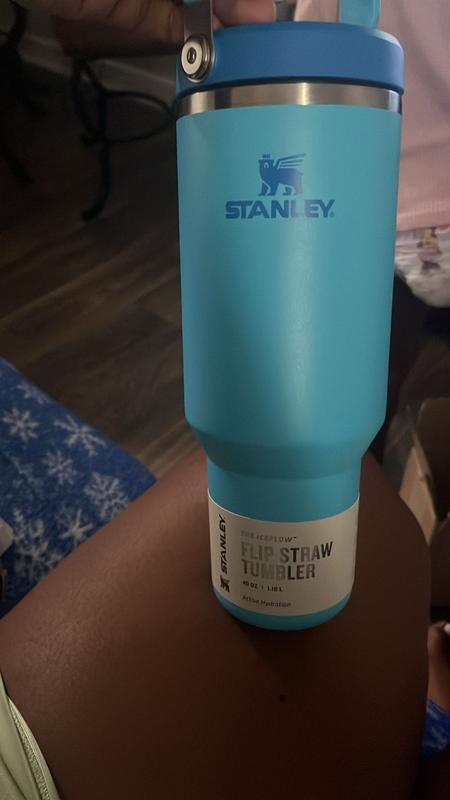 STANLEY®
STANLEY
THE ICEFLOW™
FLIP STRAW
TUMBLER
40 OZ | 1.18 L
Active Hydration